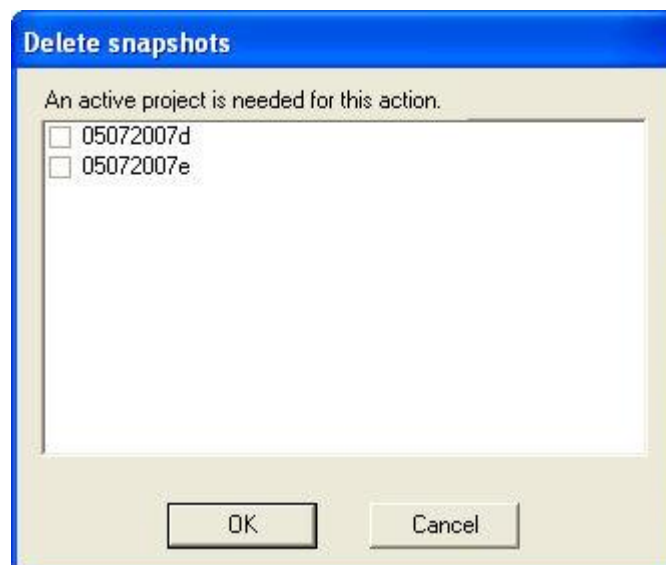 Delete snapshots
An active project is needed for this action.
05072007d
05072007e
OK
Cancel